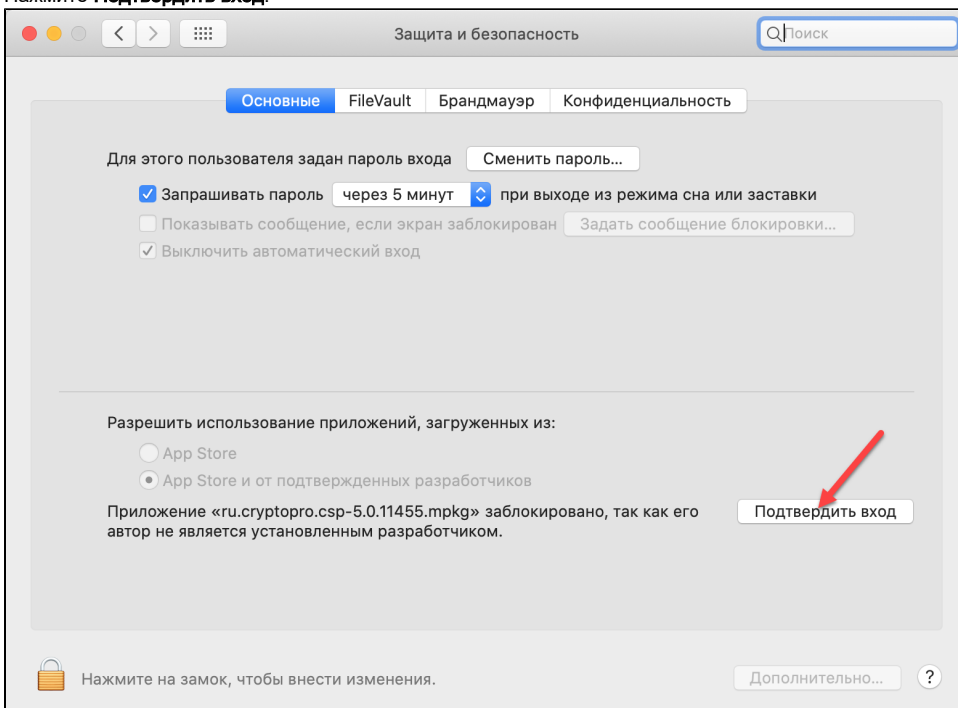 Нажмите Подтвердить вход.
Защита и безопасность
Поиск
Основные FileVault Брандмауэр Конфиденциальность
Для этого пользователя задан пароль входа Сменить пароль...
Запрашивать пароль через 5 минут при выходе из режима сна или заставки
Показывать сообщение, если экран заблокирован Задать сообщение блокировки...
Выключить автоматический вход
Разрешить использование приложений, загруженных из:
App Store
App Store и от подтвержденных разработчиков
Приложение «ru.cryptopro.csp-5.0.11455.mpkg» заблокировано, так как его
автор не является установленным разработчиком.
Подтвердить вход
Нажмите на замок, чтобы внести изменения.
Дополнительно... ?